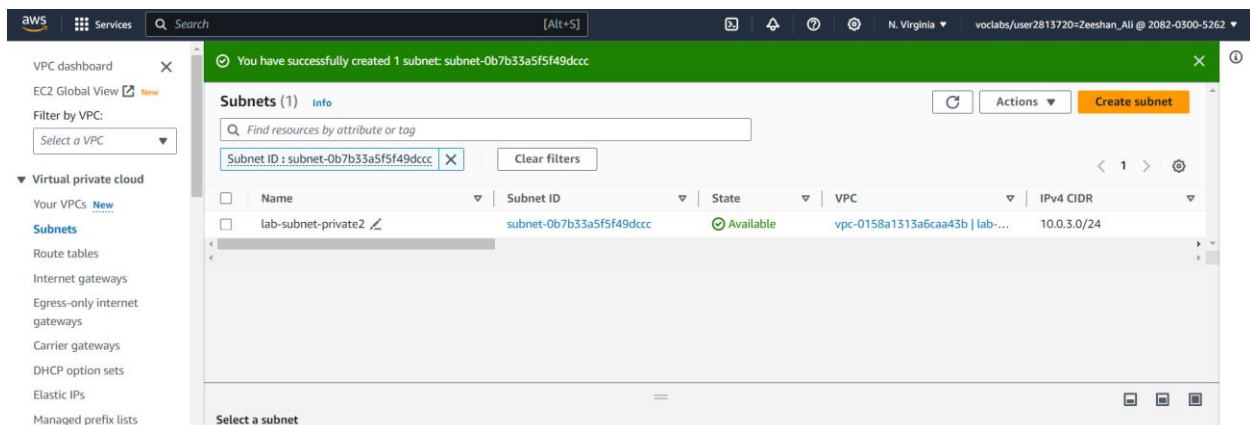 aws Services Search [Alt+S] N. Virginia voclabs/user2813720=Zeeshan_Ali @ 2082-0300-5262
VPC dashboard
EC2 Global View New
Filter by VPC:
Select a VPC
Virtual private cloud
Your VPCs New
Subnets
Route tables
Internet gateways
Egress-only internet
gateways
Carrier gateways
DHCP option sets
Elastic IPs
Managed prefix lists
You have successfully created 1 subnet: subnet-0b7b33a5f5f49dccc
Subnets (1) Info
Actions Create subnet
Find resources by attribute or tag
Subnet ID : subnet-0b7b33a5f5f49dccc Clear filters
1
Name Subnet ID State VPC IPv4 CIDR
lab-subnet-private2 subnet-0b7b33a5f5f49dccc Available vpc-0158a1313a6caa43b | lab-... 10.0.3.0/24
Select a subnet